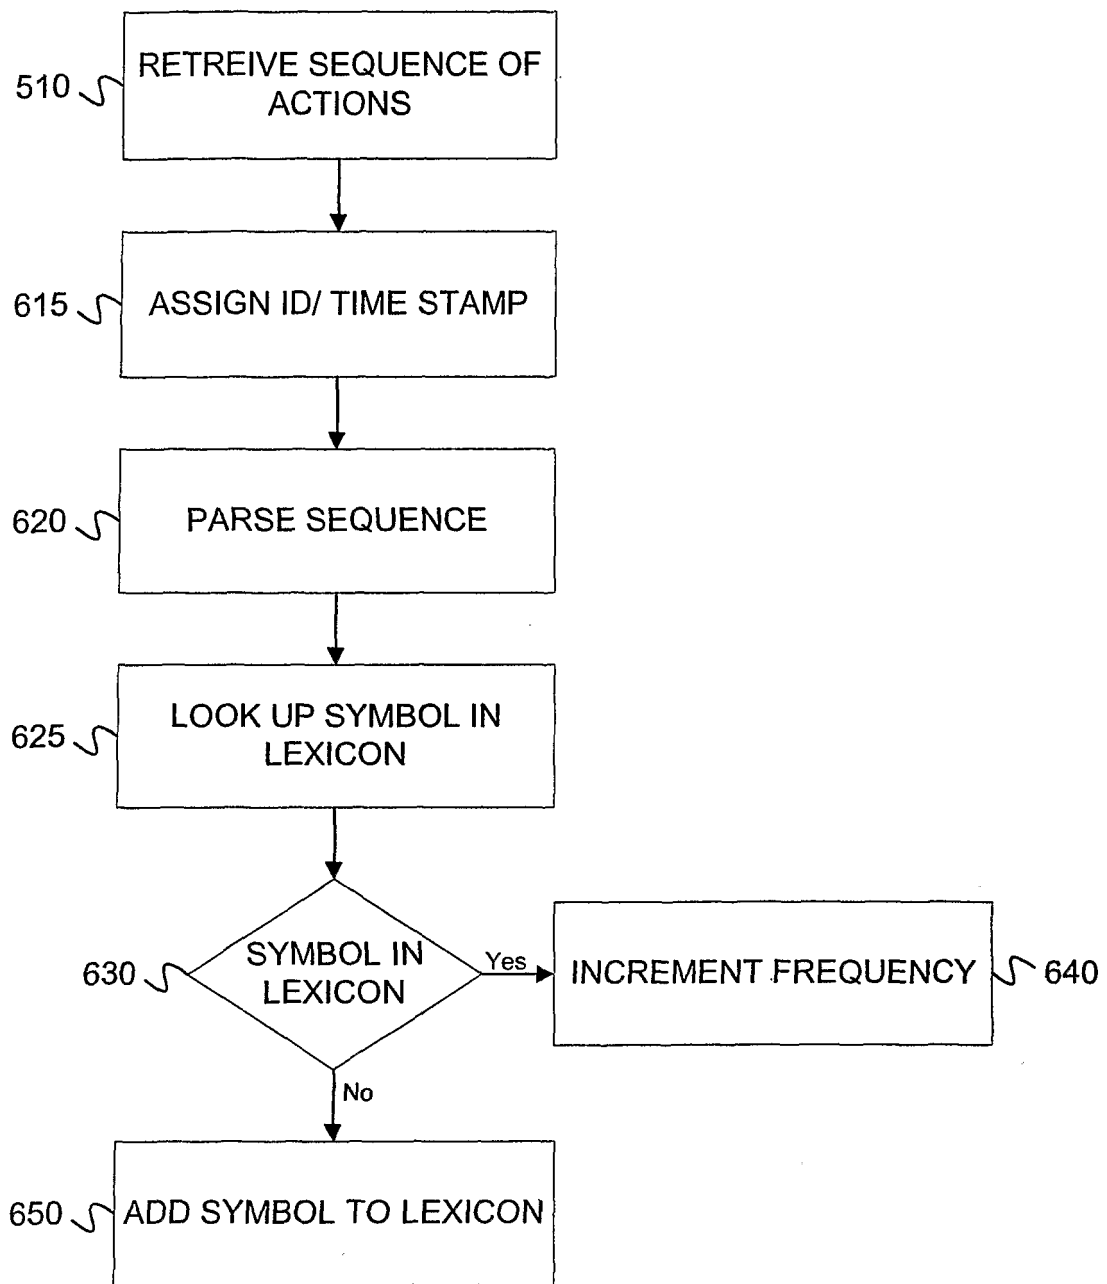 RETREIVE SEQUENCE OF
ACTIONS
510
ASSIGN ID/ TIME STAMP
615
PARSE SEQUENCE
620
LOOK UP SYMBOL IN
LEXICON
625
SYMBOL IN
LEXICON
630
Yes
INCREMENT FREQUENCY
640
No
ADD SYMBOL TO LEXICON
650